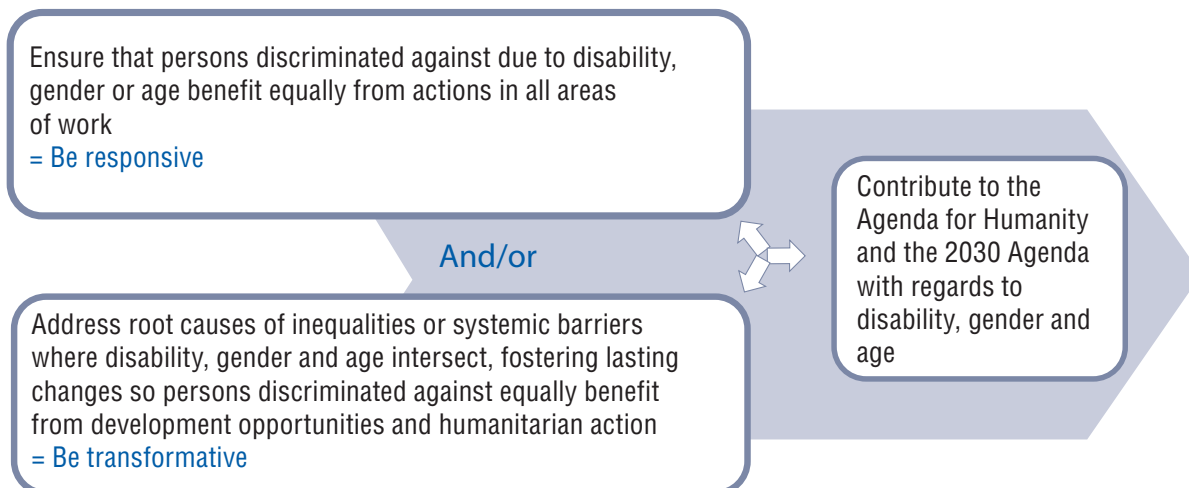 Ensure that persons discriminated against due to disability,
gender or age benefit equally from actions in all areas
of work
= Be responsive
And/or
Address root causes of inequalities or systemic barriers
where disability, gender and age intersect, fostering lasting
changes so persons discriminated against equally benefit
from development opportunities and humanitarian action
= Be transformative
Contribute to the
Agenda for Humanity
and the 2030 Agenda
with regards to
disability, gender and
age